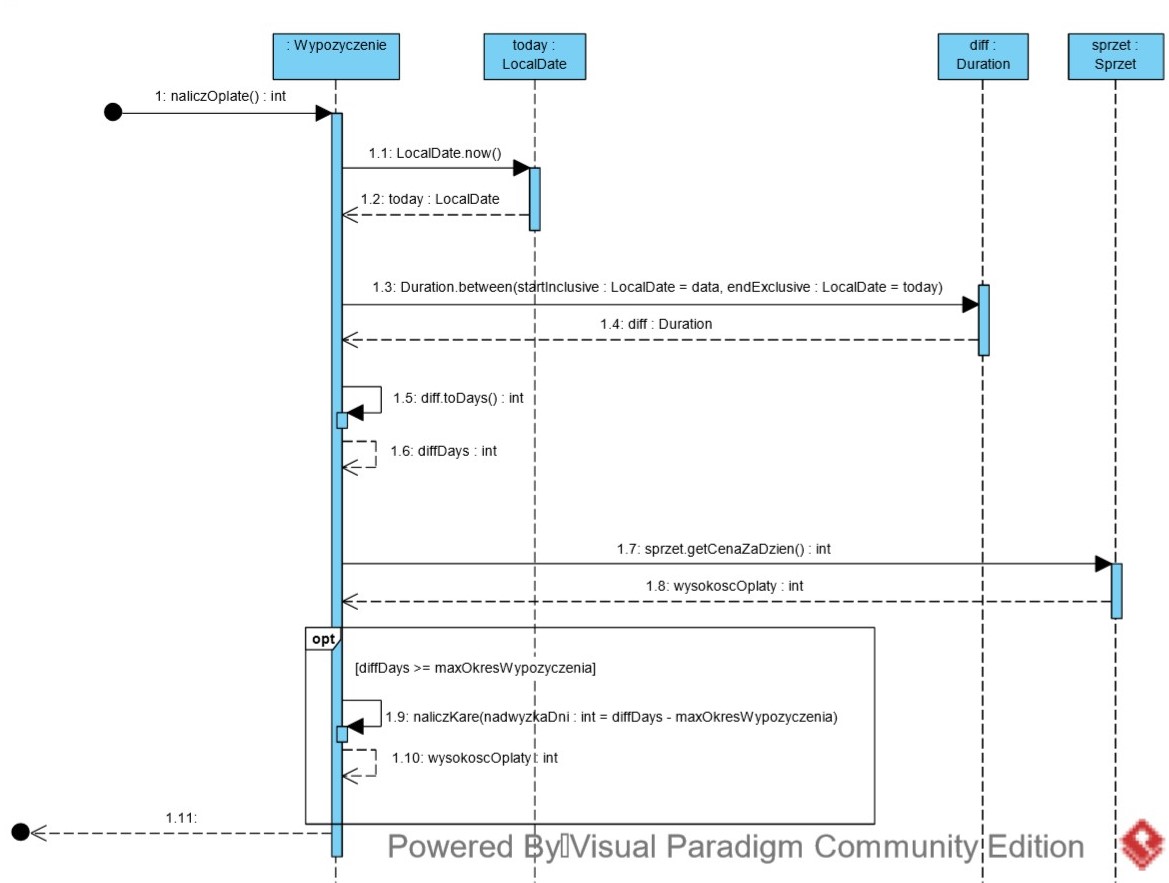 : Wypozyczenie
today :
LocalDate
diff :
Duration
sprzet :
Sprzet
1: naliczOplate() : int
1.1: LocalDate.now()
1.2: today : LocalDate
1.3: Duration.between(startInclusive : LocalDate = data, endExclusive : LocalDate = today)
1.4: diff : Duration
1.5: diff.toDays() : int
1.6: diffDays : int
1.7: sprzet.getCenaZaDzien() : int
1.8: wysokoscOplaty : int
opt
[diffDays >= maxOkresWypozyczenia]
1.9: naliczKare(nadwyzkaDni : int = diffDays - maxOkresWypozyczenia)
1.10: wysokoscOplaty : int
1.11:
Powered By Visual Paradigm Community Edition